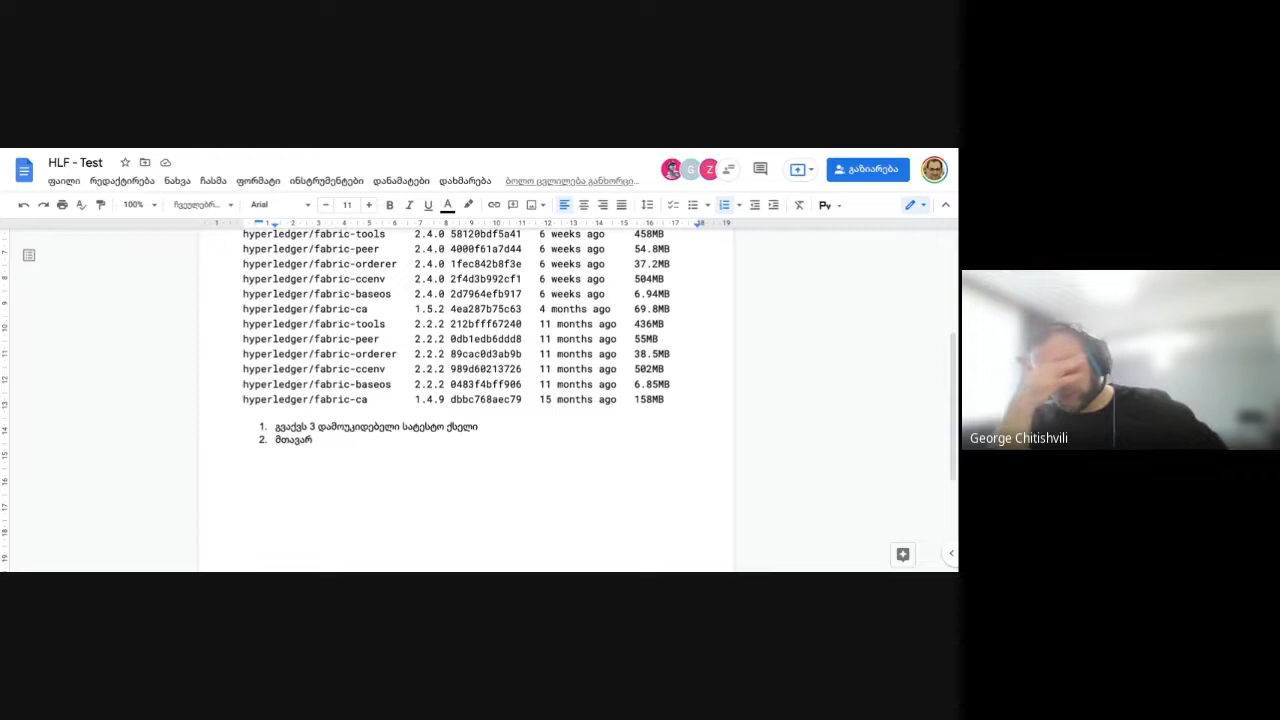 HLF - Test
ფაილი რედაქტირება ნახვა ჩასმა ფორმატი ინსტრუმენტები დანამატები დახმარება ბოლო ცვლილება განხორცი...
G Z
გაზიარება
100% ჩვეულებრ... Arial 11
hyperledger/fabric-tools 2.4.0 58120bdf5a41 6 weeks ago 458MB
hyperledger/fabric-peer 2.4.0 4000f61a7d44 6 weeks ago 54.8MB
hyperledger/fabric-orderer 2.4.0 1fec842b8f3e 6 weeks ago 37.2MB
hyperledger/fabric-ccenv 2.4.0 2f4d3b992cf1 6 weeks ago 504MB
hyperledger/fabric-baseos 2.4.0 2d7964efb917 6 weeks ago 6.94MB
hyperledger/fabric-ca 1.5.2 4ea287b75c63 4 months ago 69.8MB
hyperledger/fabric-tools 2.2.2 212bfff67240 11 months ago 436MB
hyperledger/fabric-peer 2.2.2 0db1edb6ddd8 11 months ago 55MB
hyperledger/fabric-orderer 2.2.2 89cac0d3ab9b 11 months ago 38.5MB
hyperledger/fabric-ccenv 2.2.2 989d60213726 11 months ago 502MB
hyperledger/fabric-baseos 2.2.2 0483f4bff906 11 months ago 6.85MB
hyperledger/fabric-ca 1.4.9 dbbc768aec79 15 months ago 158MB
1. გვაქვს 3 დამოუკიდებელი სატესტო ქსელი
2. მთავარ
George Chitishvili